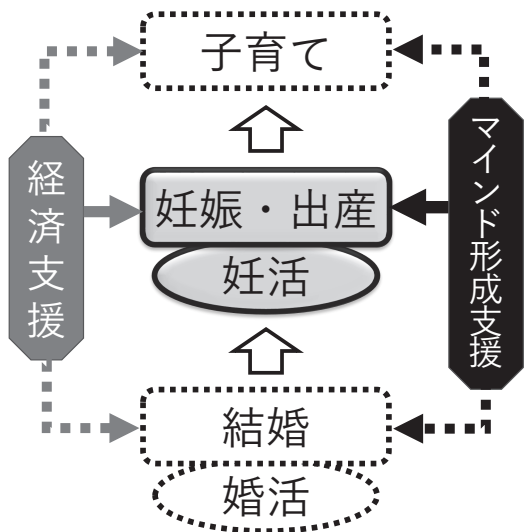 子育て
経済支援
マインド形成支援
妊娠・出産
妊活
結婚
婚活